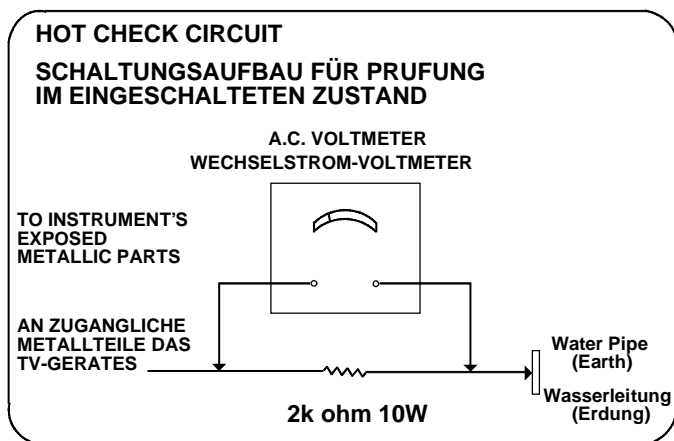 HOT CHECK CIRCUIT
SCHALTUNGSAUFBAU FÜR PRUFUNG
IM EINGESCHALTETEN ZUSTAND
A.C. VOLTMETER
WECHSELSTROM-VOLTMETER
TO INSTRUMENT'S
EXPOSED
METALLIC PARTS
AN ZUGANGLICHE
METALLTEILE DAS
TV-GERATES
Water Pipe
(Earth)
Wasserleitung
(Erdung)
2k ohm 10W